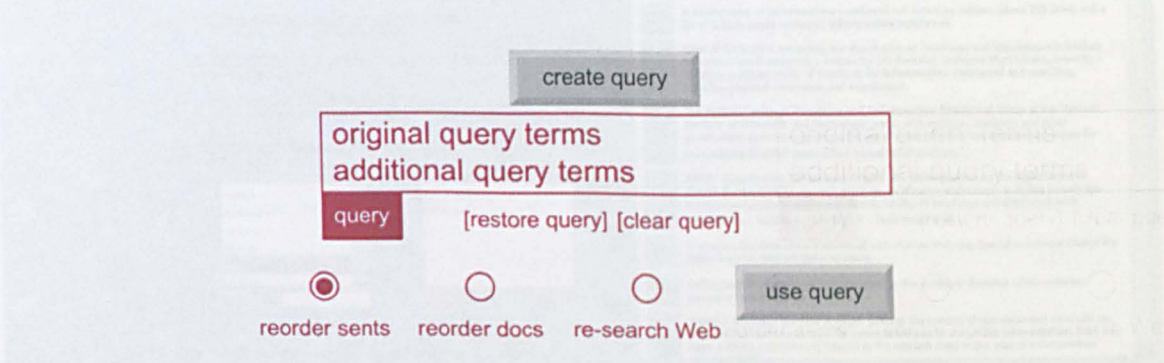 create query
original query terms
additional query terms
query [restore query] [clear query]
use query
reorder sents reorder docs re-search Web